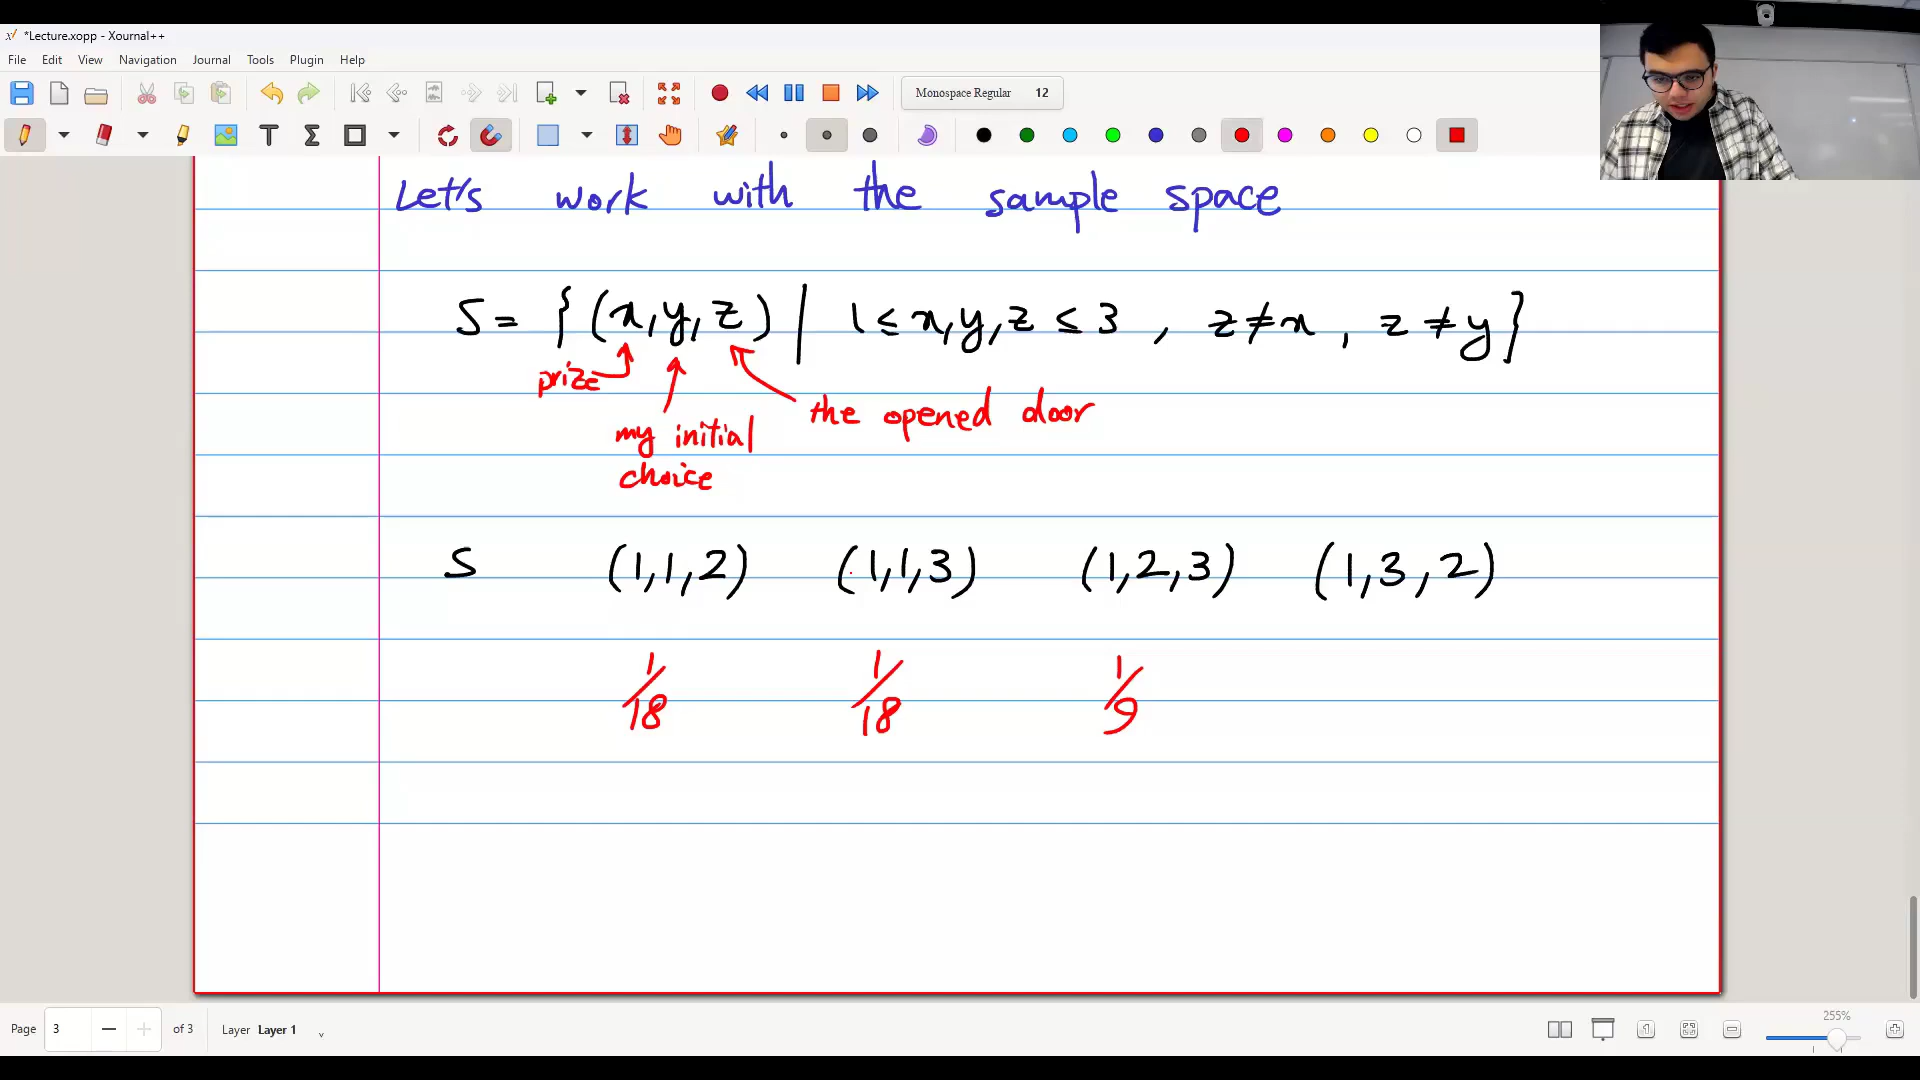 *Lecture.xopp - Xournal++
File Edit View Navigation Journal Tools Plugin Help
Monospace Regular 12
Let's work with the sample space
S = { (x,y,z) | 1 ≤ x,y,z ≤ 3 , z ≠ x , z ≠ y }
prize
the opened door
my initial
choice
S (1,1,2) (1,1,3) (1,2,3) (1,3,2)
1/18 1/18 1/9
Page 3 of 3 Layer Layer 1 255%